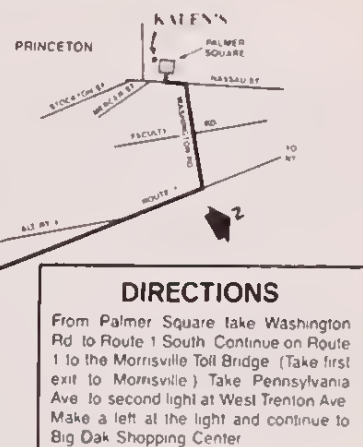 KALEN'S
PRINCETON
PALMER
SQUARE
STOCKTON ST
MERCER ST
NASSAU ST
WASHINGTON RD
FACULTY
RD
TO
NY
ROUTE 1
ALT RT 1
N
DIRECTIONS
From Palmer Square take Washington
Rd to Route 1 South Continue on Route
1 to the Morrisville Toll Bridge (Take first
exit to Morrisville) Take Pennsylvania
Ave to second light at West Trenton Ave
Make a left at the light and continue to
Big Oak Shopping Center